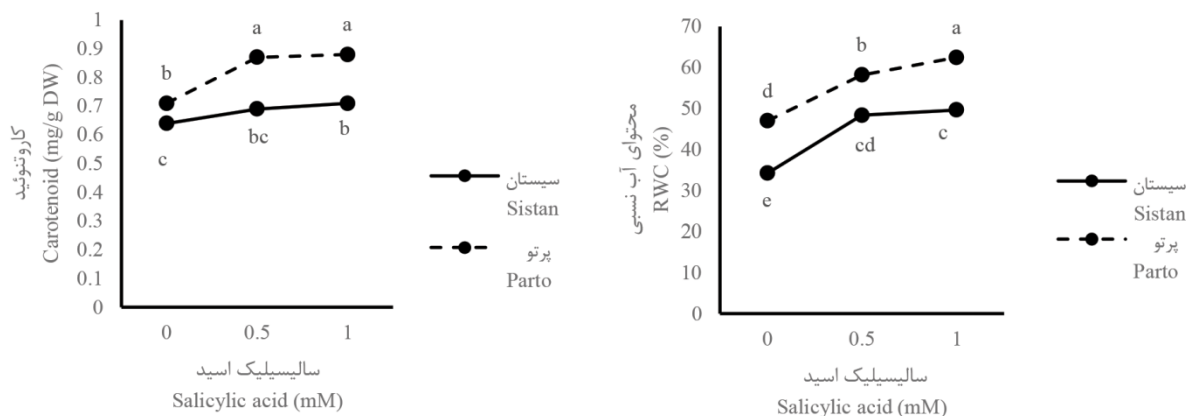 کاروتنوئید
Carotenoid (mg/g DW)
1
0.9
0.8
0.7
0.6
0.5
0.4
0.3
0.2
0.1
0
a
a
b
c
bc
b
0
0.5
1
سالیسیلیک اسید
Salicylic acid (mM)
سیستان
Sistan
پرتو
Parto
محتوای آب نسبی
RWC (%)
70
60
50
40
30
20
10
0
a
b
d
e
cd
c
0
0.5
1
سالیسیلیک اسید
Salicylic acid (mM)
سیستان
Sistan
پرتو
Parto